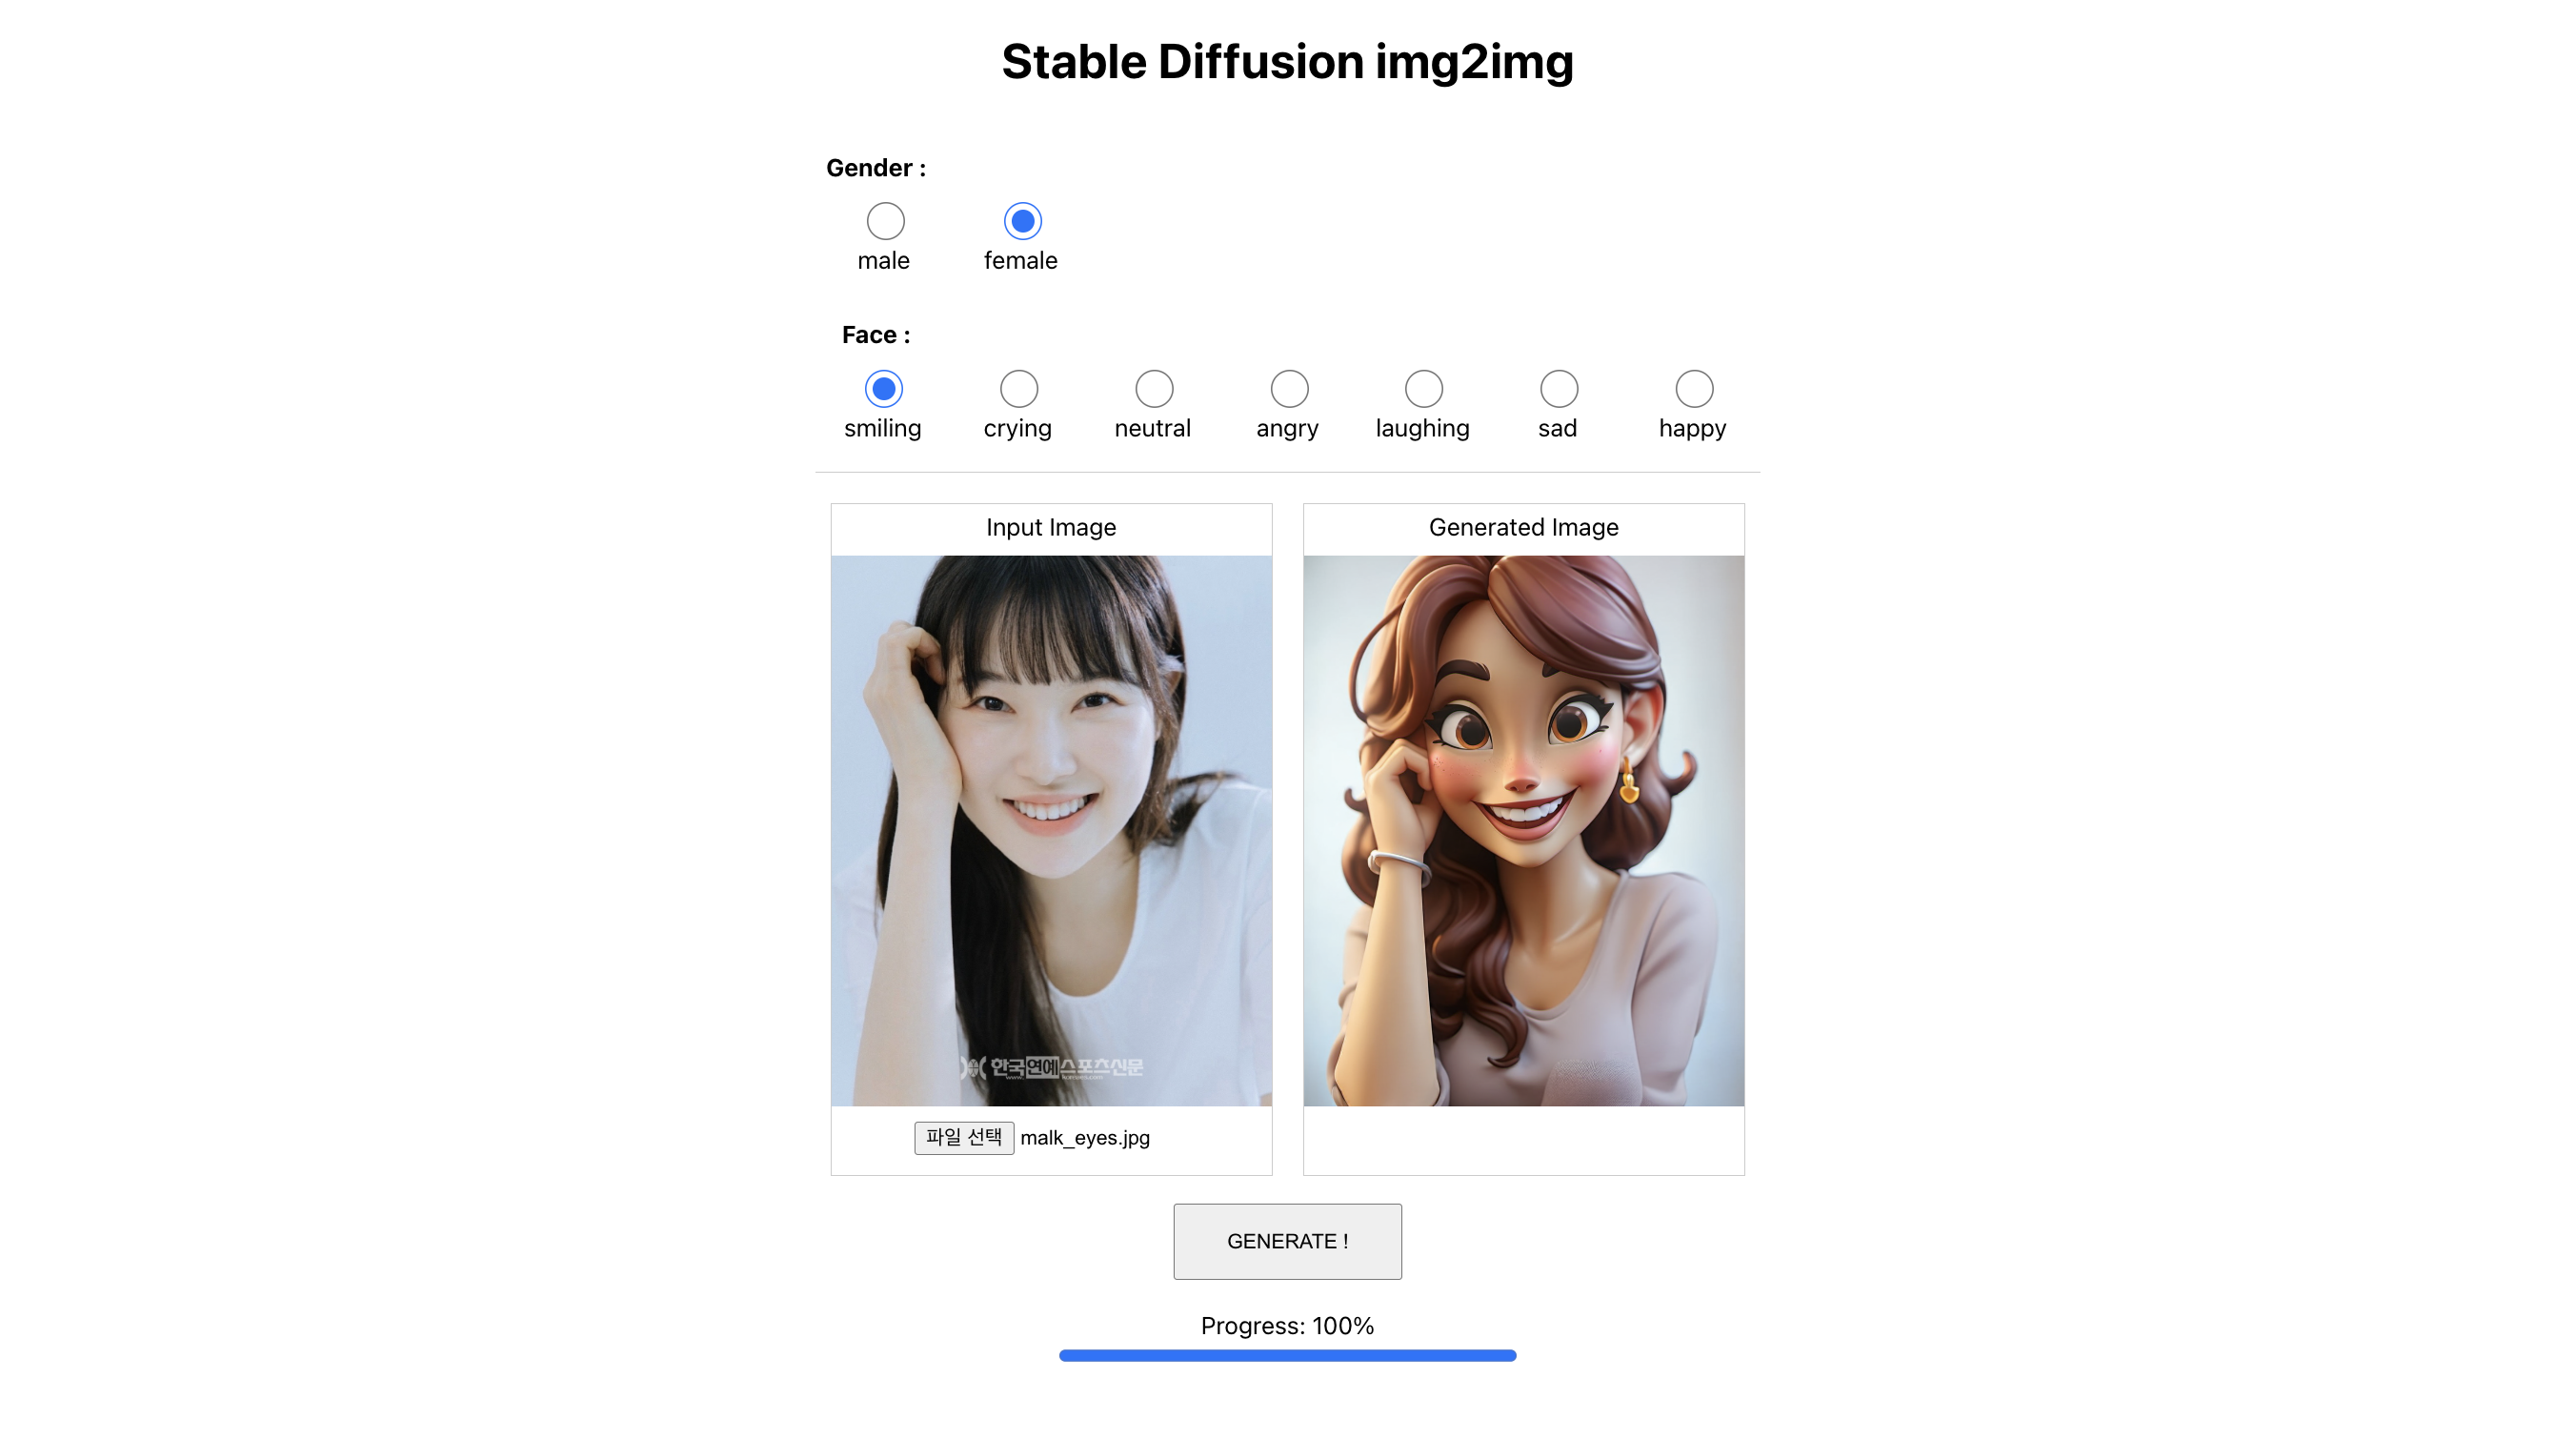 Stable Diffusion img2img
Gender :
male female
Face :
smiling crying neutral angry laughing sad happy
Input Image Generated Image
한국연예스포츠신문
파일 선택 malk_eyes.jpg
GENERATE !
Progress: 100%